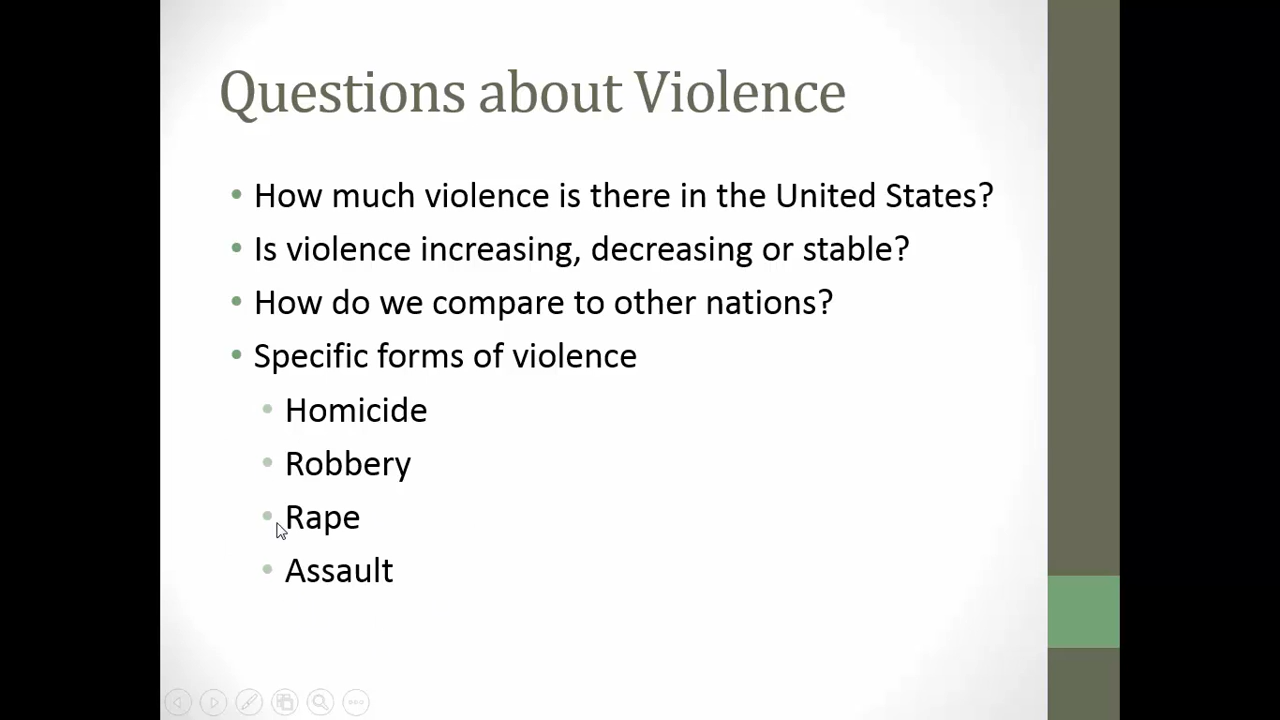 Questions about Violence
• How much violence is there in the United States?
• Is violence increasing, decreasing or stable?
• How do we compare to other nations?
• Specific forms of violence
• Homicide
• Robbery
• Rape
• Assault